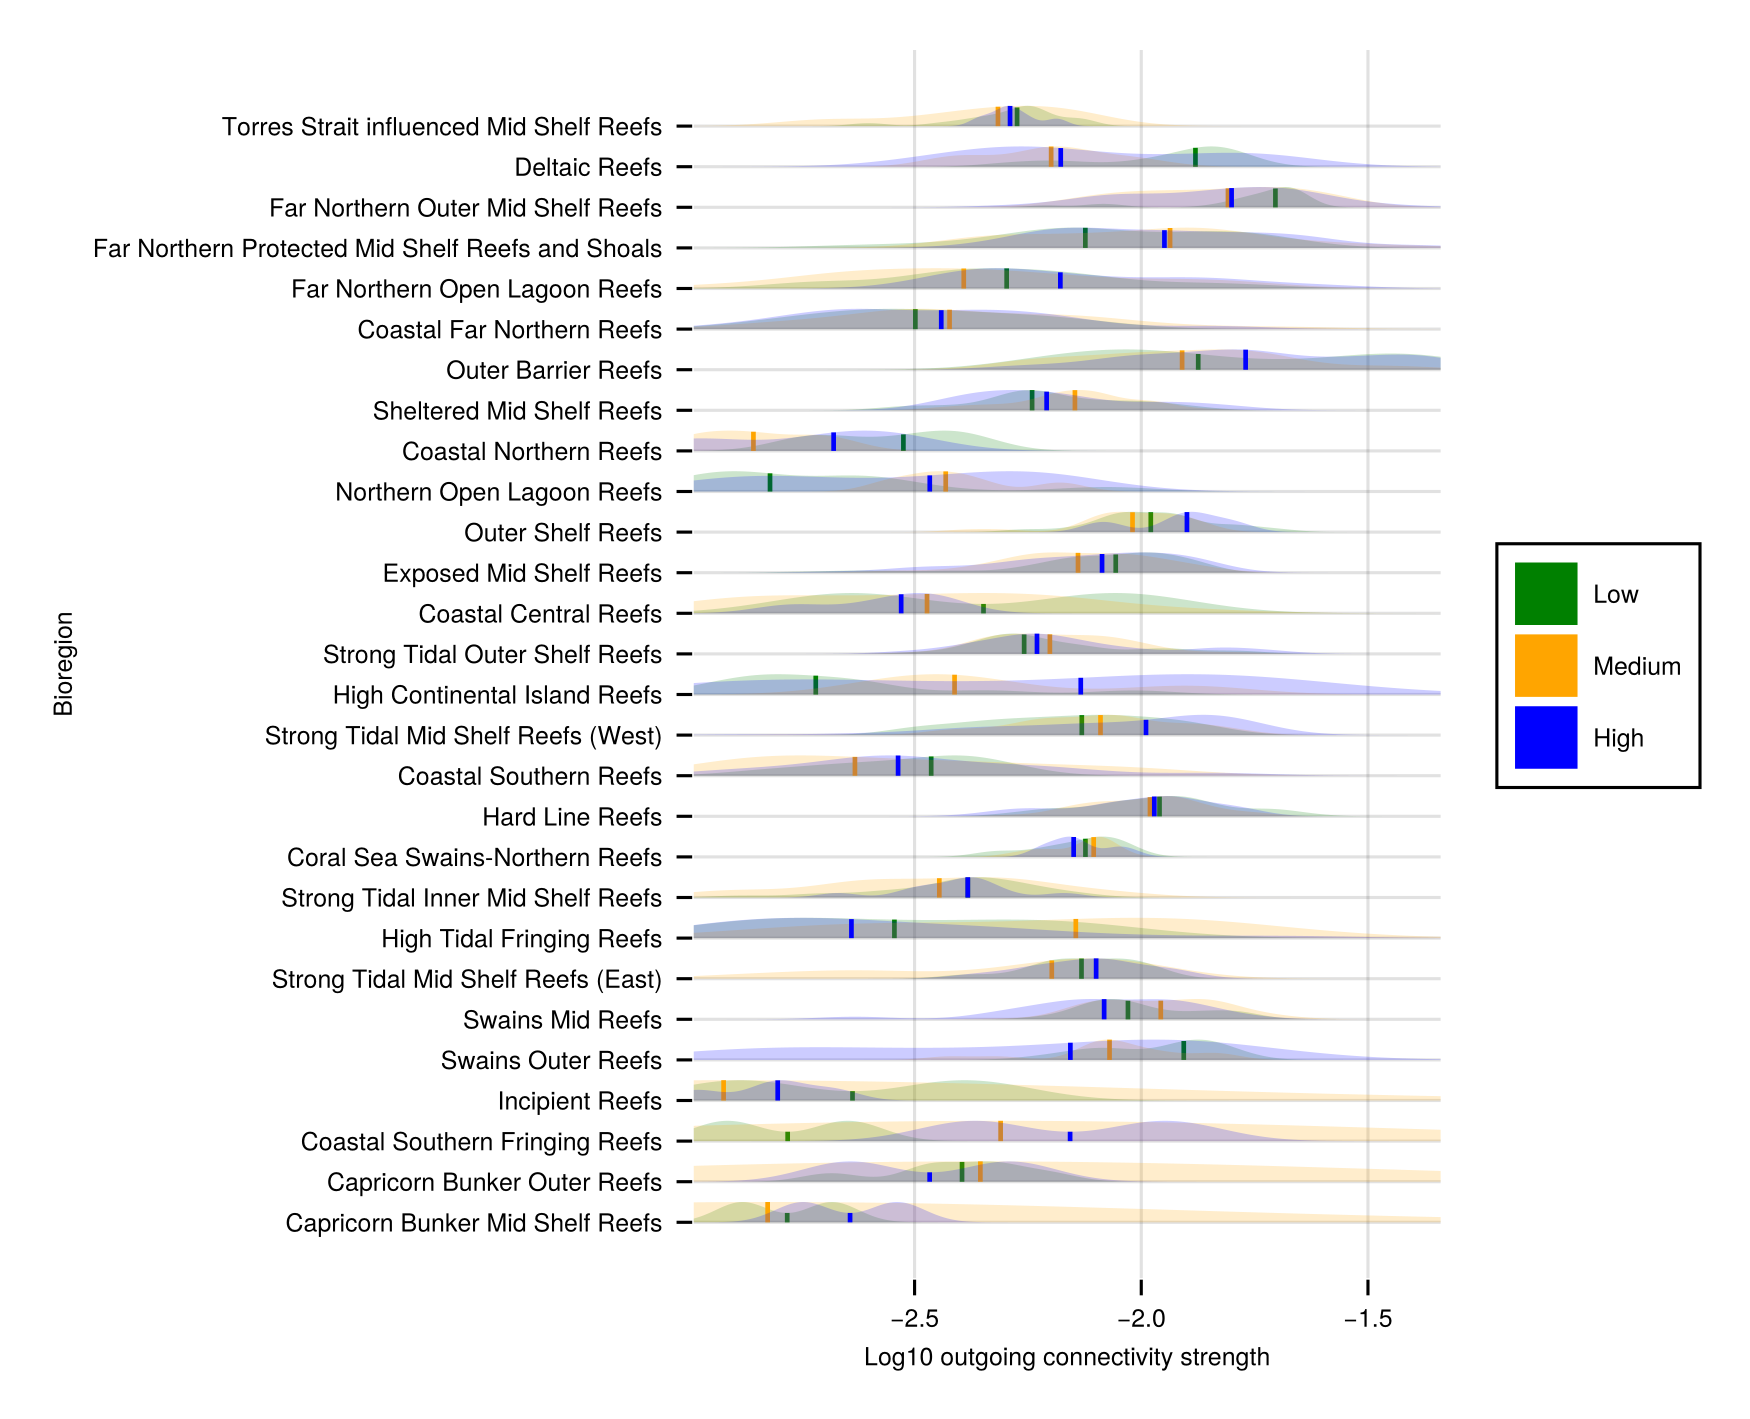 Torres Strait influenced Mid Shelf Reefs
Deltaic Reefs
Far Northern Outer Mid Shelf Reefs
Far Northern Protected Mid Shelf Reefs and Shoals
Far Northern Open Lagoon Reefs
Coastal Far Northern Reefs
Outer Barrier Reefs
Sheltered Mid Shelf Reefs
Coastal Northern Reefs
Northern Open Lagoon Reefs
Outer Shelf Reefs
Exposed Mid Shelf Reefs
Coastal Central Reefs
Strong Tidal Outer Shelf Reefs
High Continental Island Reefs
Strong Tidal Mid Shelf Reefs (West)
Coastal Southern Reefs
Hard Line Reefs
Coral Sea Swains-Northern Reefs
Strong Tidal Inner Mid Shelf Reefs
High Tidal Fringing Reefs
Strong Tidal Mid Shelf Reefs (East)
Swains Mid Reefs
Swains Outer Reefs
Incipient Reefs
Coastal Southern Fringing Reefs
Capricorn Bunker Outer Reefs
Capricorn Bunker Mid Shelf Reefs
Bioregion
−2.5
−2.0
−1.5
Log10 outgoing connectivity strength
Low
Medium
High